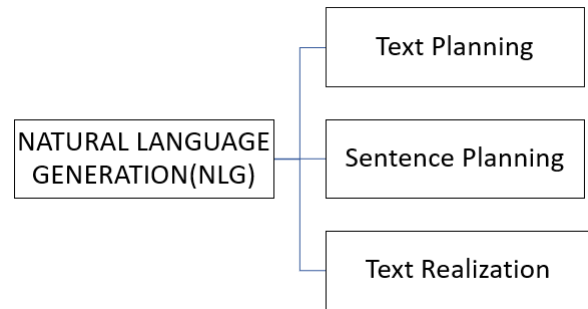 NATURAL LANGUAGE
GENERATION(NLG)
Text Planning
Sentence Planning
Text Realization